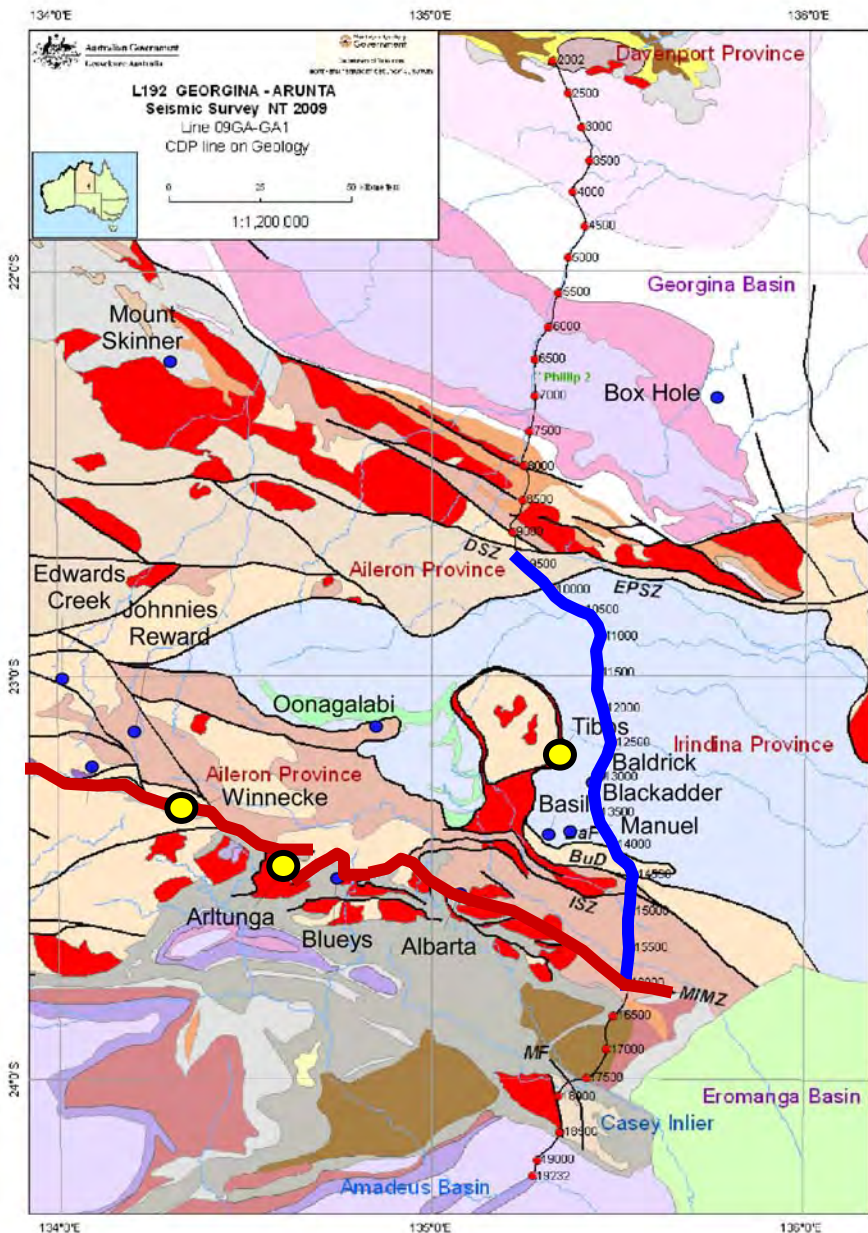 134°0'E
135°0'E
136°0'E
Australian Government
Geoscience Australia
Government
L192 GEORGINA - ARUNTA
Seismic Survey NT 2009
Line 09GA-GA1
CDP line on Geology
0
25
50
1:1,200,000
Davenport Province
2002
2500
3000
3500
4000
4500
5000
22°0'S
Georgina Basin
5500
6000
Mount
Skinner
6500
Phillip 2
7000
Box Hole
7500
8000
8500
9000
DSZ
9500
Aileron Province
EPSZ
10000
10500
Edwards
Creek
Johnnies
Reward
11000
11500
23°0'S
Oonagalabi
12000
Tibbs
12500
Irindina Province
Baldrick
13000
Aileron Province
Winnecke
Blackadder
Basil
13500
Manuel
BaF
14000
BuD
14500
ISZ
15000
Arltunga
Blueys
Albarta
15500
MIMZ
16500
MF
17000
17500
24°0'S
18000
Eromanga Basin
Casey Inlier
18500
19000
19232
Amadeus Basin
134°0'E
135°0'E
136°0'E